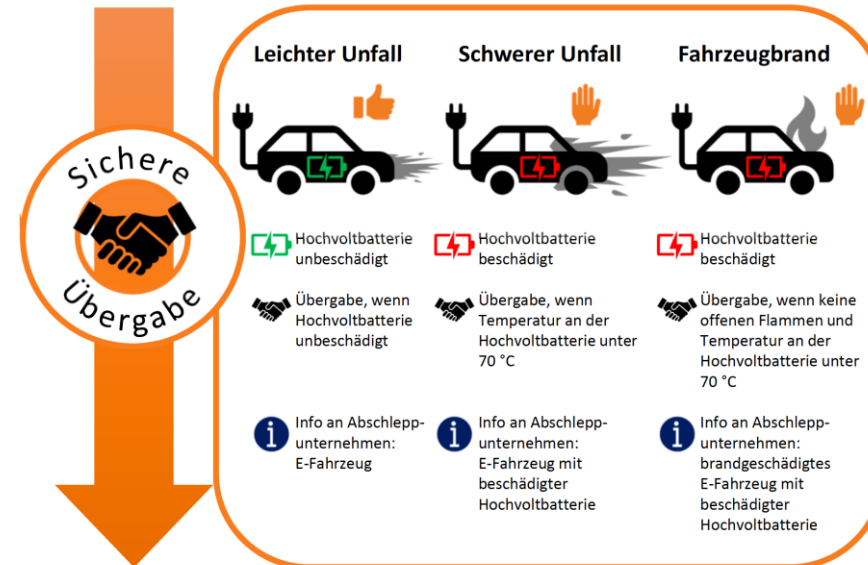 Sichere
Übergabe
Leichter Unfall
Hochvoltbatterie
unbeschädigt
Übergabe, wenn
Hochvoltbatterie
unbeschädigt
Info an Abschlepp-
unternehmen:
E-Fahrzeug
Schwerer Unfall
Hochvoltbatterie
beschädigt
Übergabe, wenn
Temperatur an der
Hochvoltbatterie unter
70 °C
Info an Abschlepp-
unternehmen:
E-Fahrzeug mit
beschädigter
Hochvoltbatterie
Fahrzeugbrand
Hochvoltbatterie
beschädigt
Übergabe, wenn keine
offenen Flammen und
Temperatur an der
Hochvoltbatterie unter
70 °C
Info an Abschlepp-
unternehmen:
brandgeschädigtes
E-Fahrzeug mit
beschädigter
Hochvoltbatterie